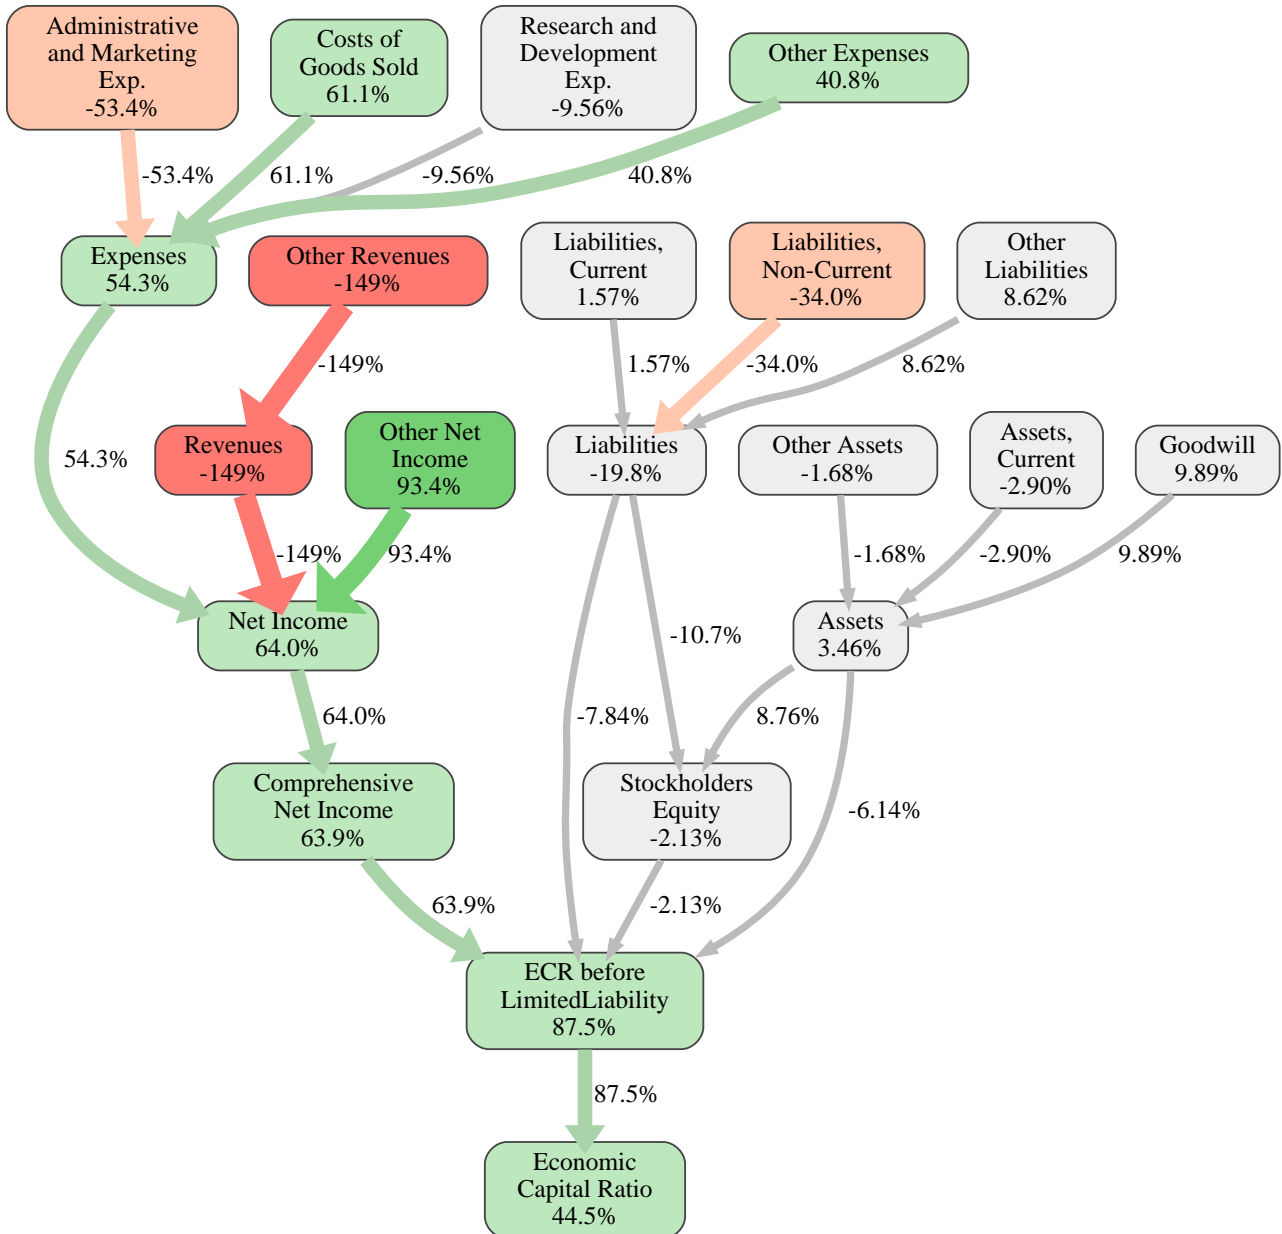 Administrative
and Marketing
Exp.
-53.4%
Costs of
Goods Sold
61.1%
Research and
Development
Exp.
-9.56%
Other Expenses
40.8%
-53.4%
61.1%
-9.56%
40.8%
Expenses
54.3%
Other Revenues
-149%
Liabilities,
Current
1.57%
Liabilities,
Non-Current
-34.0%
Other
Liabilities
8.62%
-149%
1.57%
-34.0%
8.62%
54.3%
Revenues
-149%
Other Net
Income
93.4%
Liabilities
-19.8%
Other Assets
-1.68%
Assets,
Current
-2.90%
Goodwill
9.89%
-149%
93.4%
-1.68%
-2.90%
9.89%
Net Income
64.0%
-10.7%
Assets
3.46%
64.0%
-7.84%
8.76%
Comprehensive
Net Income
63.9%
Stockholders
Equity
-2.13%
-6.14%
63.9%
-2.13%
ECR before
LimitedLiability
87.5%
87.5%
Economic
Capital Ratio
44.5%